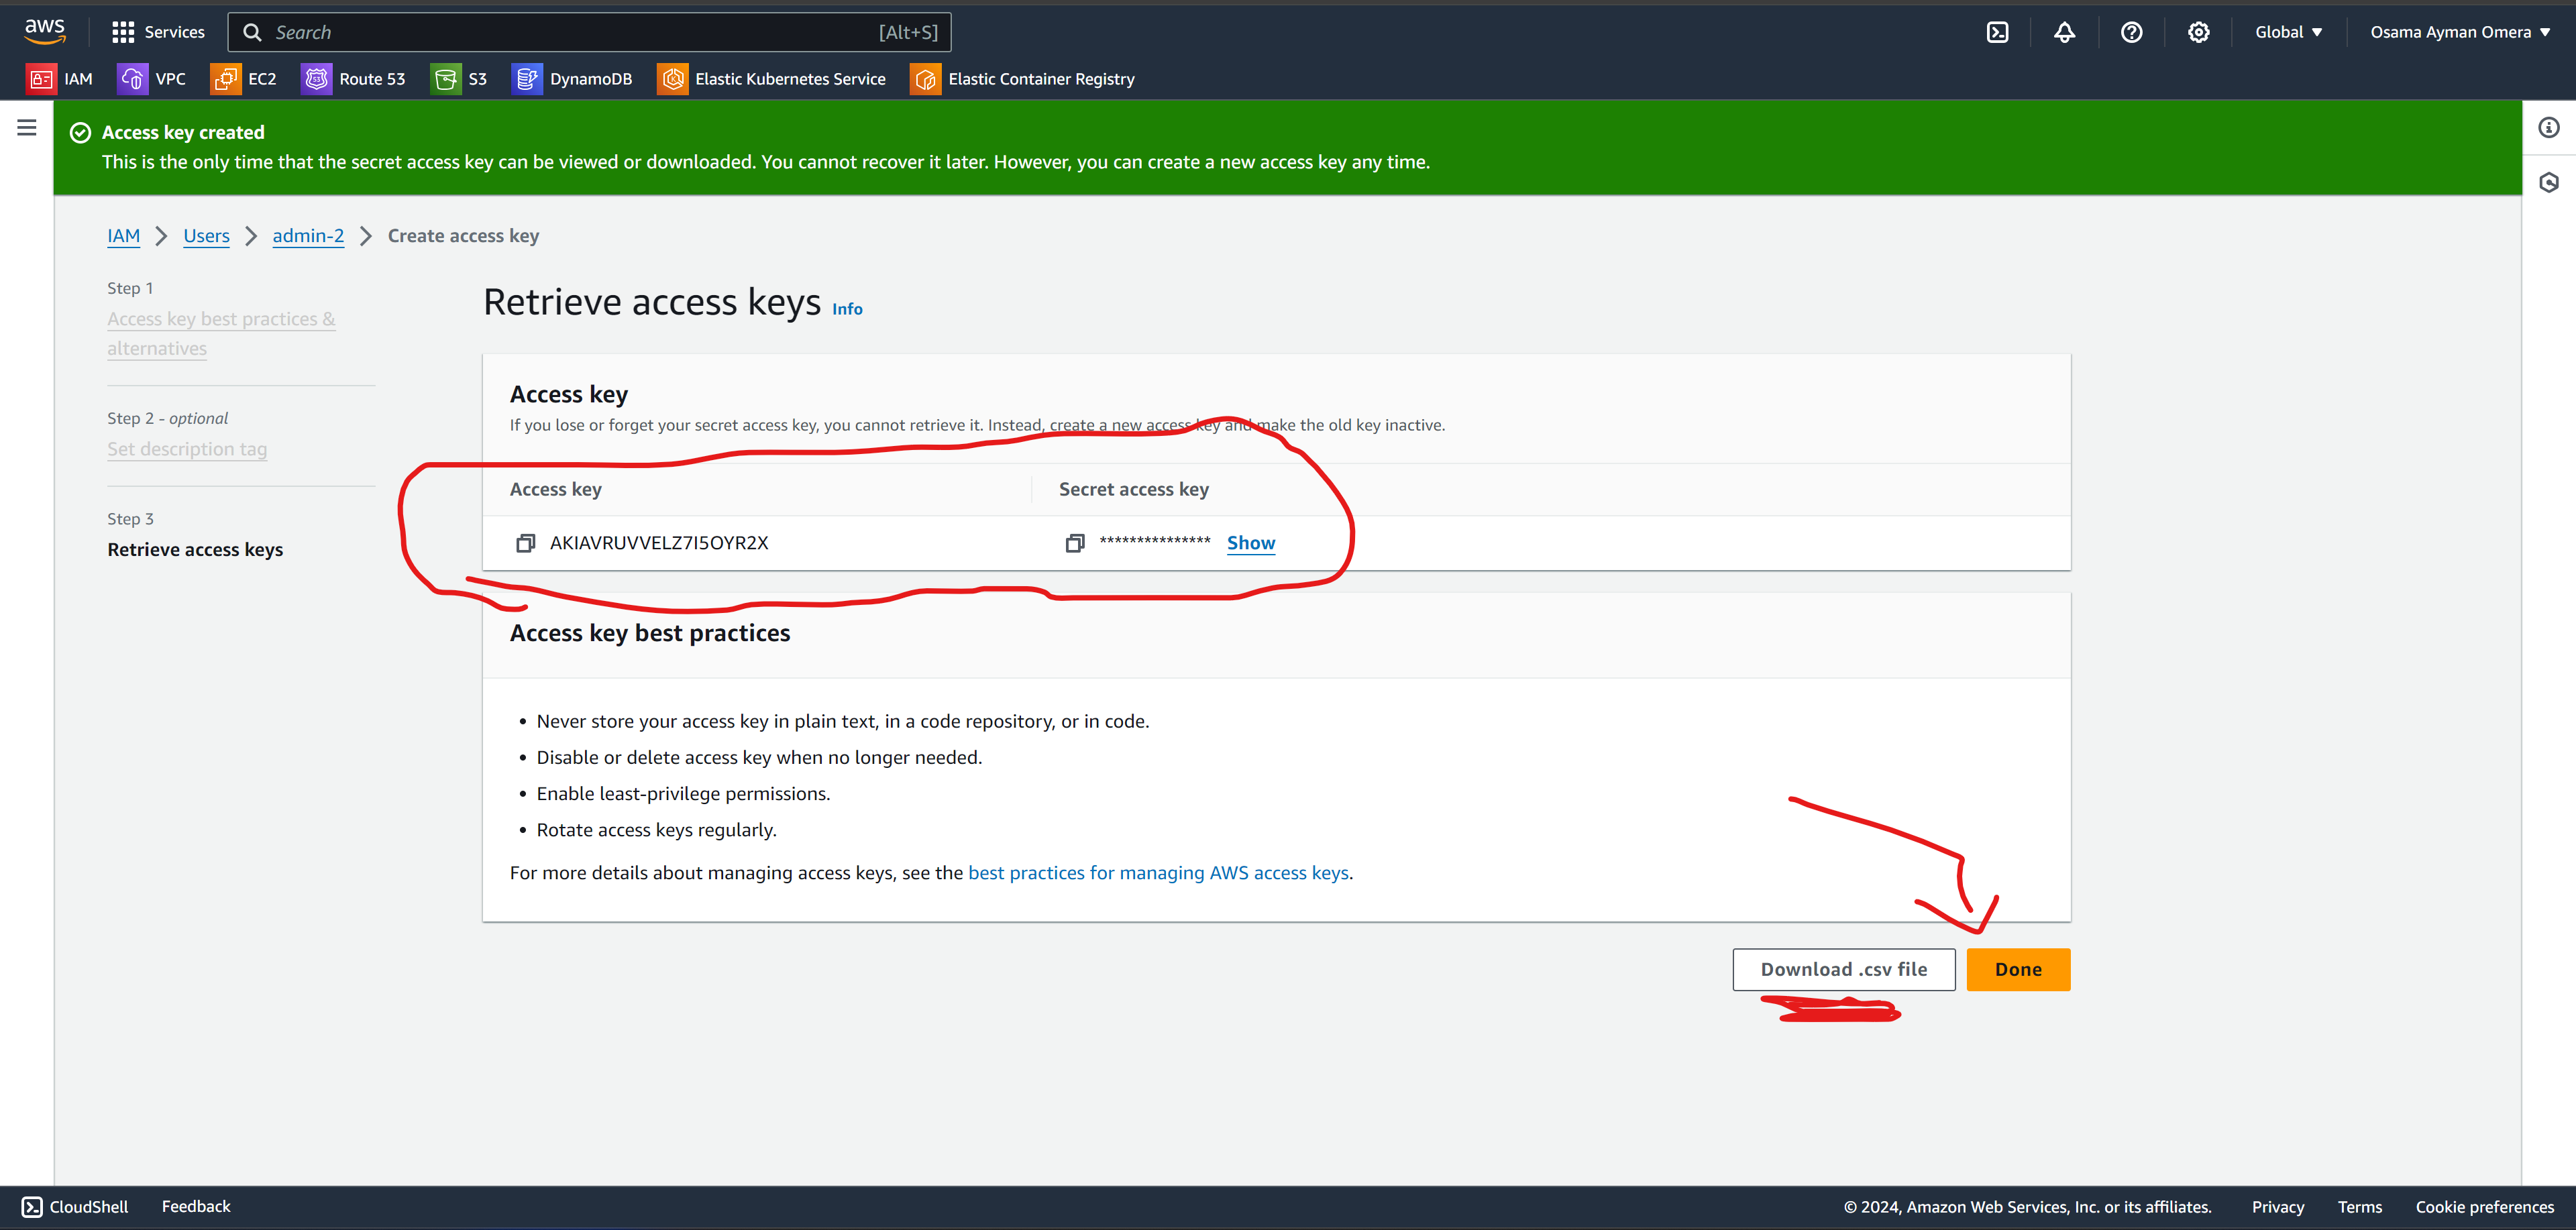 aws
Services
Search
[Alt+S]
Global
Osama Ayman Omera
IAM
VPC
EC2
Route 53
S3
DynamoDB
Elastic Kubernetes Service
Elastic Container Registry
Access key created
This is the only time that the secret access key can be viewed or downloaded. You cannot recover it later. However, you can create a new access key any time.
IAM
Users
admin-2
Create access key
Step 1
Access key best practices &
alternatives
Step 2 - optional
Set description tag
Step 3
Retrieve access keys
Retrieve access keys Info
Access key
If you lose or forget your secret access key, you cannot retrieve it. Instead, create a new access key and make the old key inactive.
Access key
Secret access key
AKIAVRUVVELZ7I5OYR2X
*************** Show
Access key best practices
• Never store your access key in plain text, in a code repository, or in code.
• Disable or delete access key when no longer needed.
• Enable least-privilege permissions.
• Rotate access keys regularly.
For more details about managing access keys, see the best practices for managing AWS access keys.
Download .csv file
Done
CloudShell
Feedback
© 2024, Amazon Web Services, Inc. or its affiliates.
Privacy
Terms
Cookie preferences